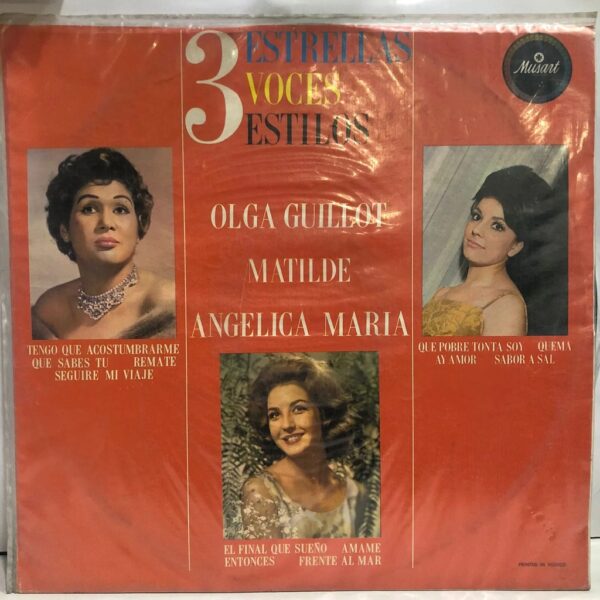 3 ESTRELLAS
VOCES
ESTILOS
Musart
OLGA GUILLOT
MATILDE
ANGELICA MARIA
TENGO QUE ACOSTUMBRARME
QUE SABES TU REMATE
SEGUIRE MI VIAJE
QUE POBRE TONTA SOY QUEMA
AY AMOR SABOR A SAL
EL FINAL QUE SUEÑO AMAME
ENTONCES FRENTE AL MAR
PRINTED IN MEXICO